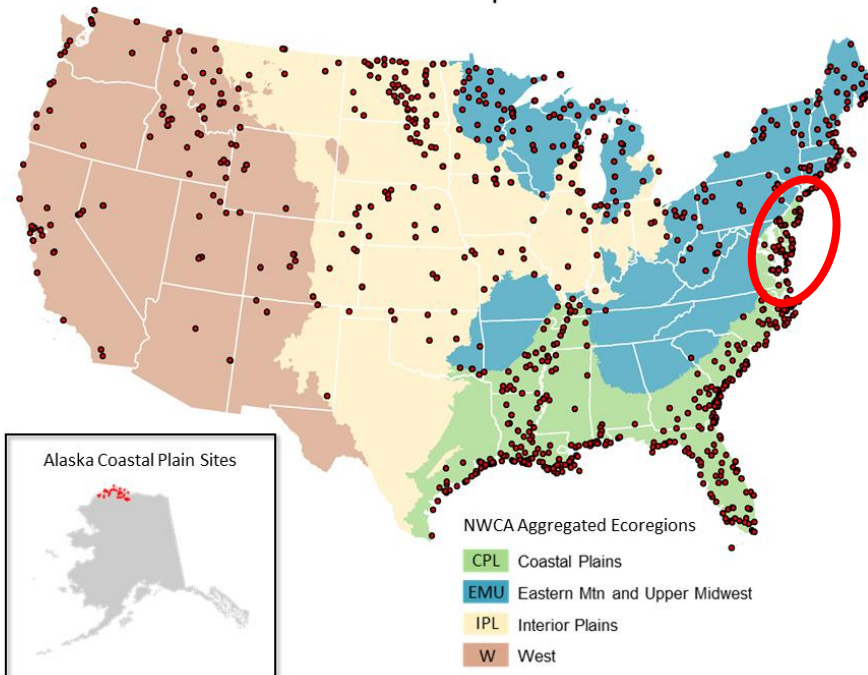 Alaska Coastal Plain Sites
NWCA Aggregated Ecoregions
CPL Coastal Plains
EMU Eastern Mtn and Upper Midwest
IPL Interior Plains
W West